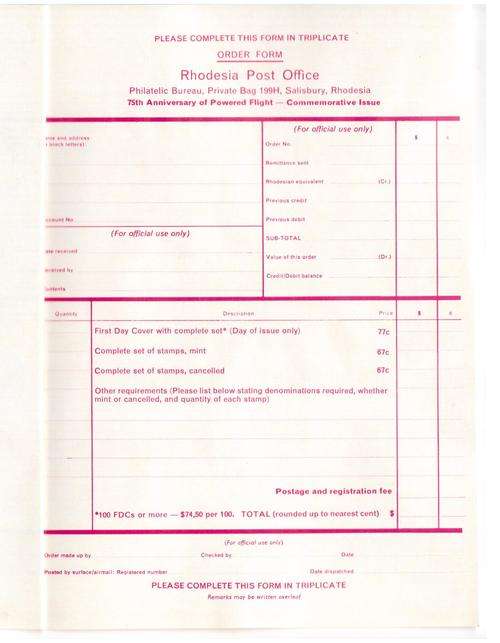 PLEASE COMPLETE THIS FORM IN TRIPLICATE
ORDER FORM
Rhodesia Post Office
Philatelic Bureau, Private Bag 199H, Salisbury, Rhodesia
75th Anniversary of Powered Flight — Commemorative Issue
and address
block letters)
No.
(For official use only)
received
by
(For official use only)
$ c
Order No.
Remittance sent
Rhodesian equivalent (Cr.)
Previous credit
Previous debit
SUB-TOTAL
Value of this order (Dr.)
Credit/Debit balance
Quantity Description Price $ c
First Day Cover with complete set* (Day of issue only) 77c
Complete set of stamps, mint 67c
Complete set of stamps, cancelled 67c
Other requirements (Please list below stating denominations required, whether
mint or cancelled, and quantity of each stamp)
Postage and registration fee
*100 FDCs or more — $74,50 per 100. TOTAL (rounded up to nearest cent) $
(For official use only)
Order made up by Checked by Date
Posted by surface/airmail: Registered number Date dispatched
PLEASE COMPLETE THIS FORM IN TRIPLICATE
Remarks may be written overleaf